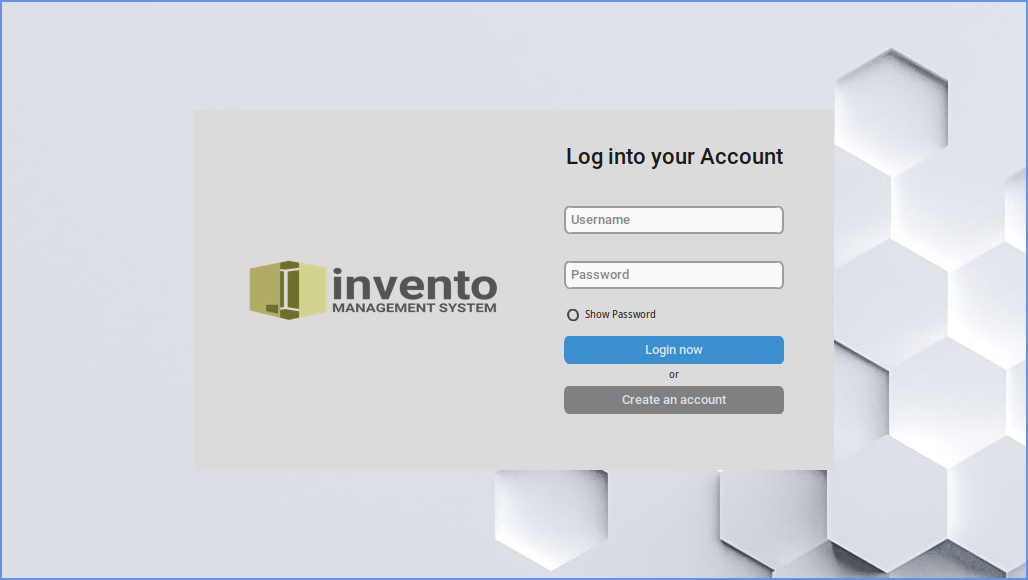 Log into your Account
Username
invento
MANAGEMENT SYSTEM
Password
Show Password
Login now
or
Create an account